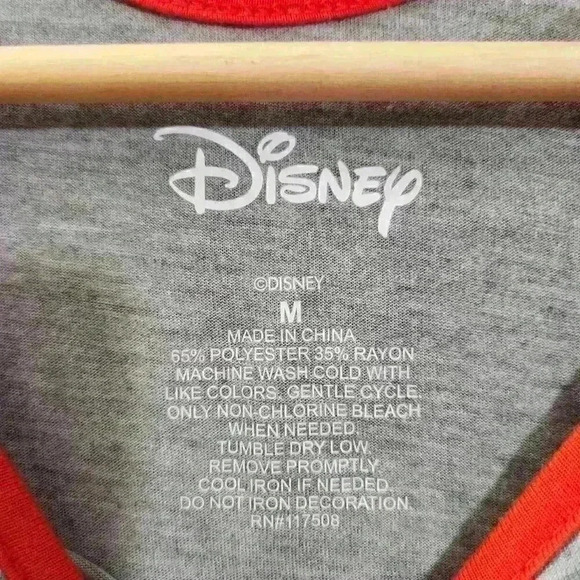 Disney
©DISNEY
M
MADE IN CHINA
65% POLYESTER 35% RAYON
MACHINE WASH COLD WITH
LIKE COLORS, GENTLE CYCLE.
ONLY NON-CHLORINE BLEACH
WHEN NEEDED.
TUMBLE DRY LOW.
REMOVE PROMPTLY.
COOL IRON IF NEEDED.
DO NOT IRON DECORATION.
RN#117508